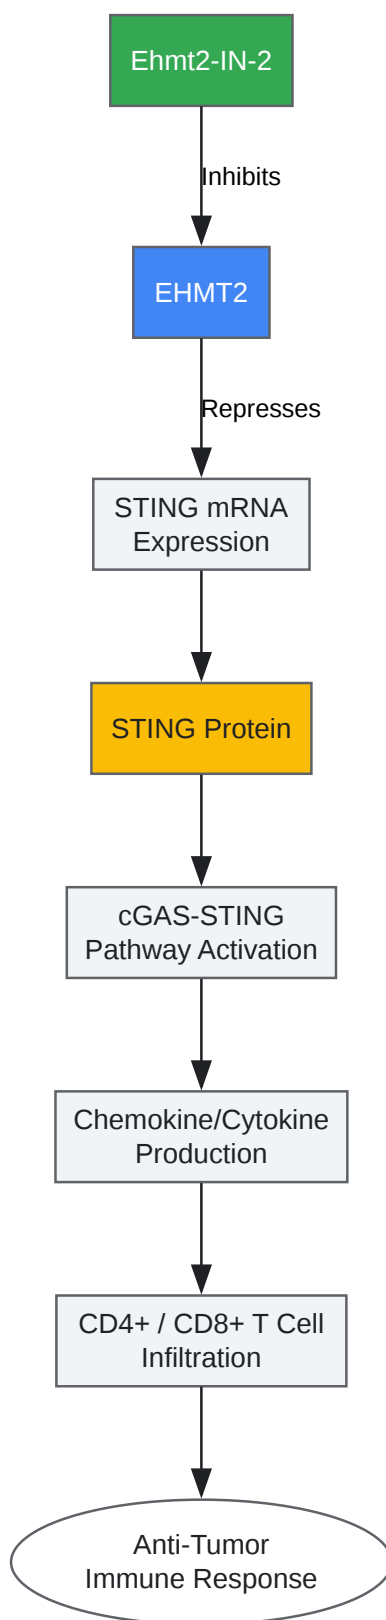 Ehmt2-IN-2
Inhibits
EHMT2
Represses
STING mRNA
Expression
STING Protein
cGAS-STING
Pathway Activation
Chemokine/Cytokine
Production
CD4+ / CD8+ T Cell
Infiltration
Anti-Tumor
Immune Response